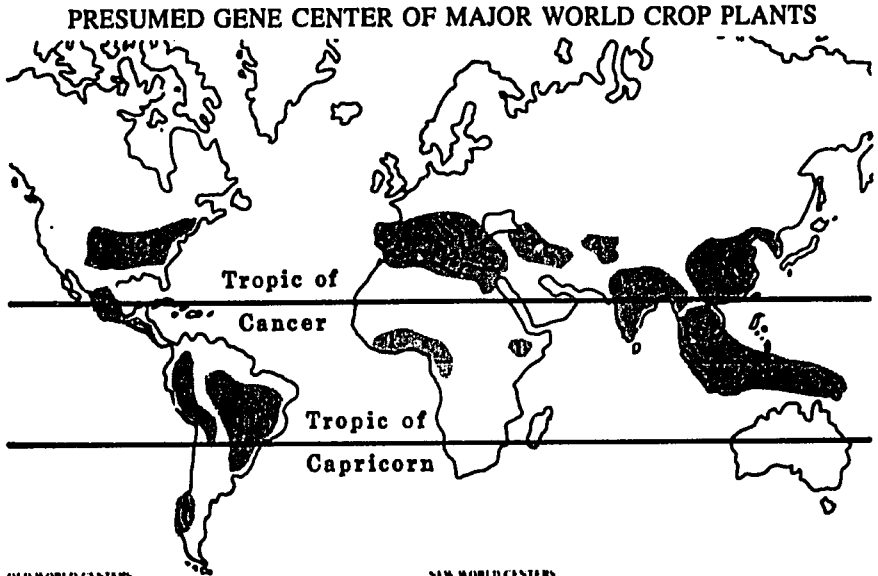 PRESUMED GENE CENTER OF MAJOR WORLD CROP PLANTS
Tropic of
Cancer
Tropic of
Capricorn